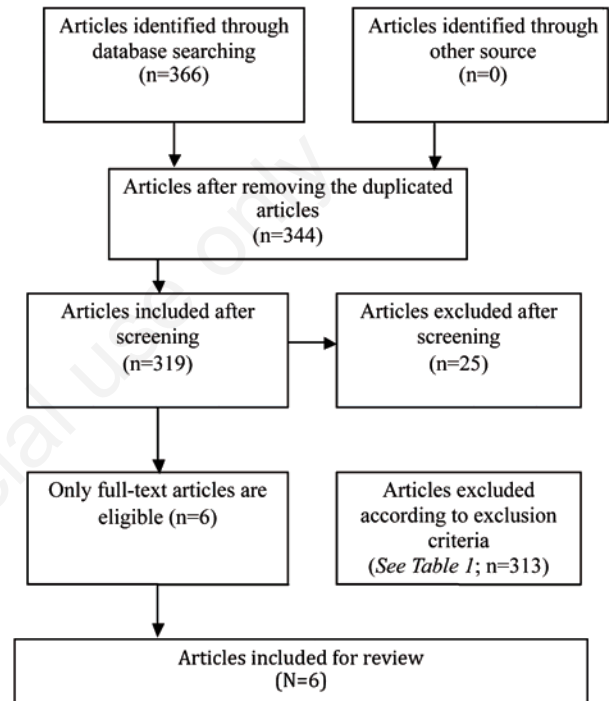 Articles identified through
database searching
(n=366)
Articles identified through
other source
(n=0)
Articles after removing the duplicated
articles
(n=344)
Articles included after
screening
(n=319)
Articles excluded after
screening
(n=25)
Only full-text articles are
eligible (n=6)
Articles excluded
according to exclusion
criteria
(See Table 1; n=313)
Articles included for review
(N=6)
use only